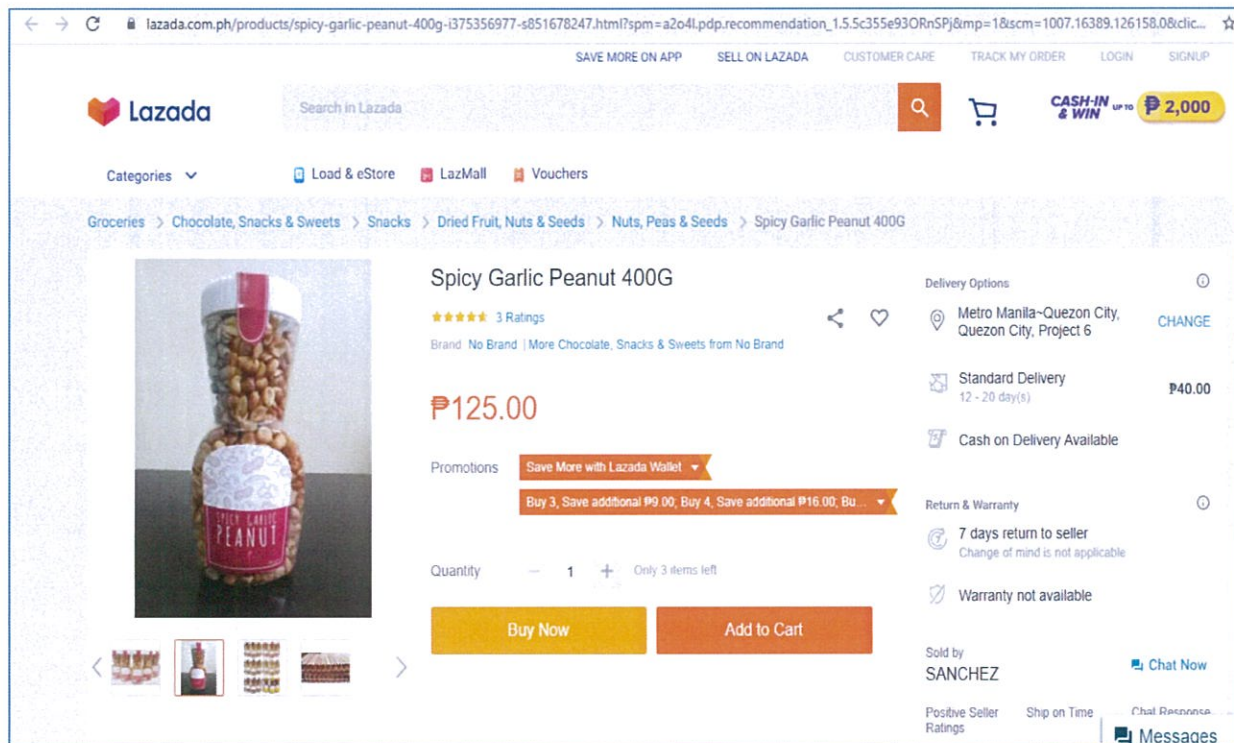 lazada.com.ph/products/spicy-garlic-peanut-400g-i375356977-s851678247.html?spm=a2o4l.pdp.recommendation_1.5.5c355e93ORnSPj&mp=1&scm=1007.16389.126158.0&clic...
SAVE MORE ON APP SELL ON LAZADA CUSTOMER CARE TRACK MY ORDER LOGIN SIGNUP
Lazada
Search in Lazada
CASH-IN & WIN UP TO ₱ 2,000
Categories Load & eStore LazMall Vouchers
Groceries > Chocolate, Snacks & Sweets > Snacks > Dried Fruit, Nuts & Seeds > Nuts, Peas & Seeds > Spicy Garlic Peanut 400G
SPICY GARLIC
PEANUT
Spicy Garlic Peanut 400G
3 Ratings
Brand No Brand | More Chocolate, Snacks & Sweets from No Brand
₱125.00
Promotions Save More with Lazada Wallet
Buy 3, Save additional ₱9.00; Buy 4, Save additional ₱16.00; Bu...
Quantity − 1 + Only 3 items left
Buy Now Add to Cart
Delivery Options
Metro Manila~Quezon City,
Quezon City, Project 6
CHANGE
Standard Delivery ₱40.00
12 - 20 day(s)
Cash on Delivery Available
Return & Warranty
7 days return to seller
Change of mind is not applicable
Warranty not available
Sold by
SANCHEZ Chat Now
Positive Seller Ratings Ship on Time Chat Response
Messages